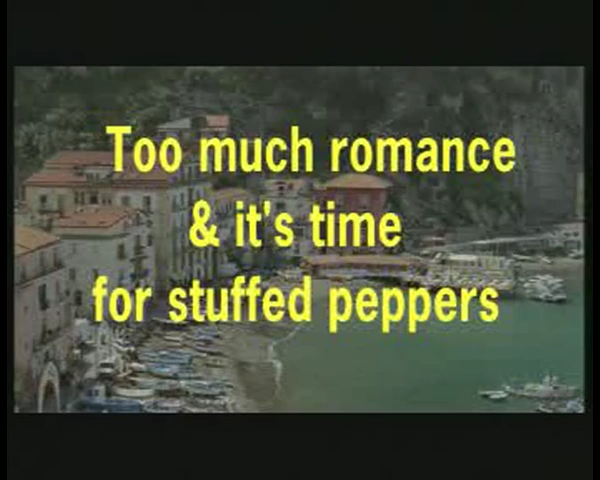 Too much romance
& it's time
for stuffed peppers